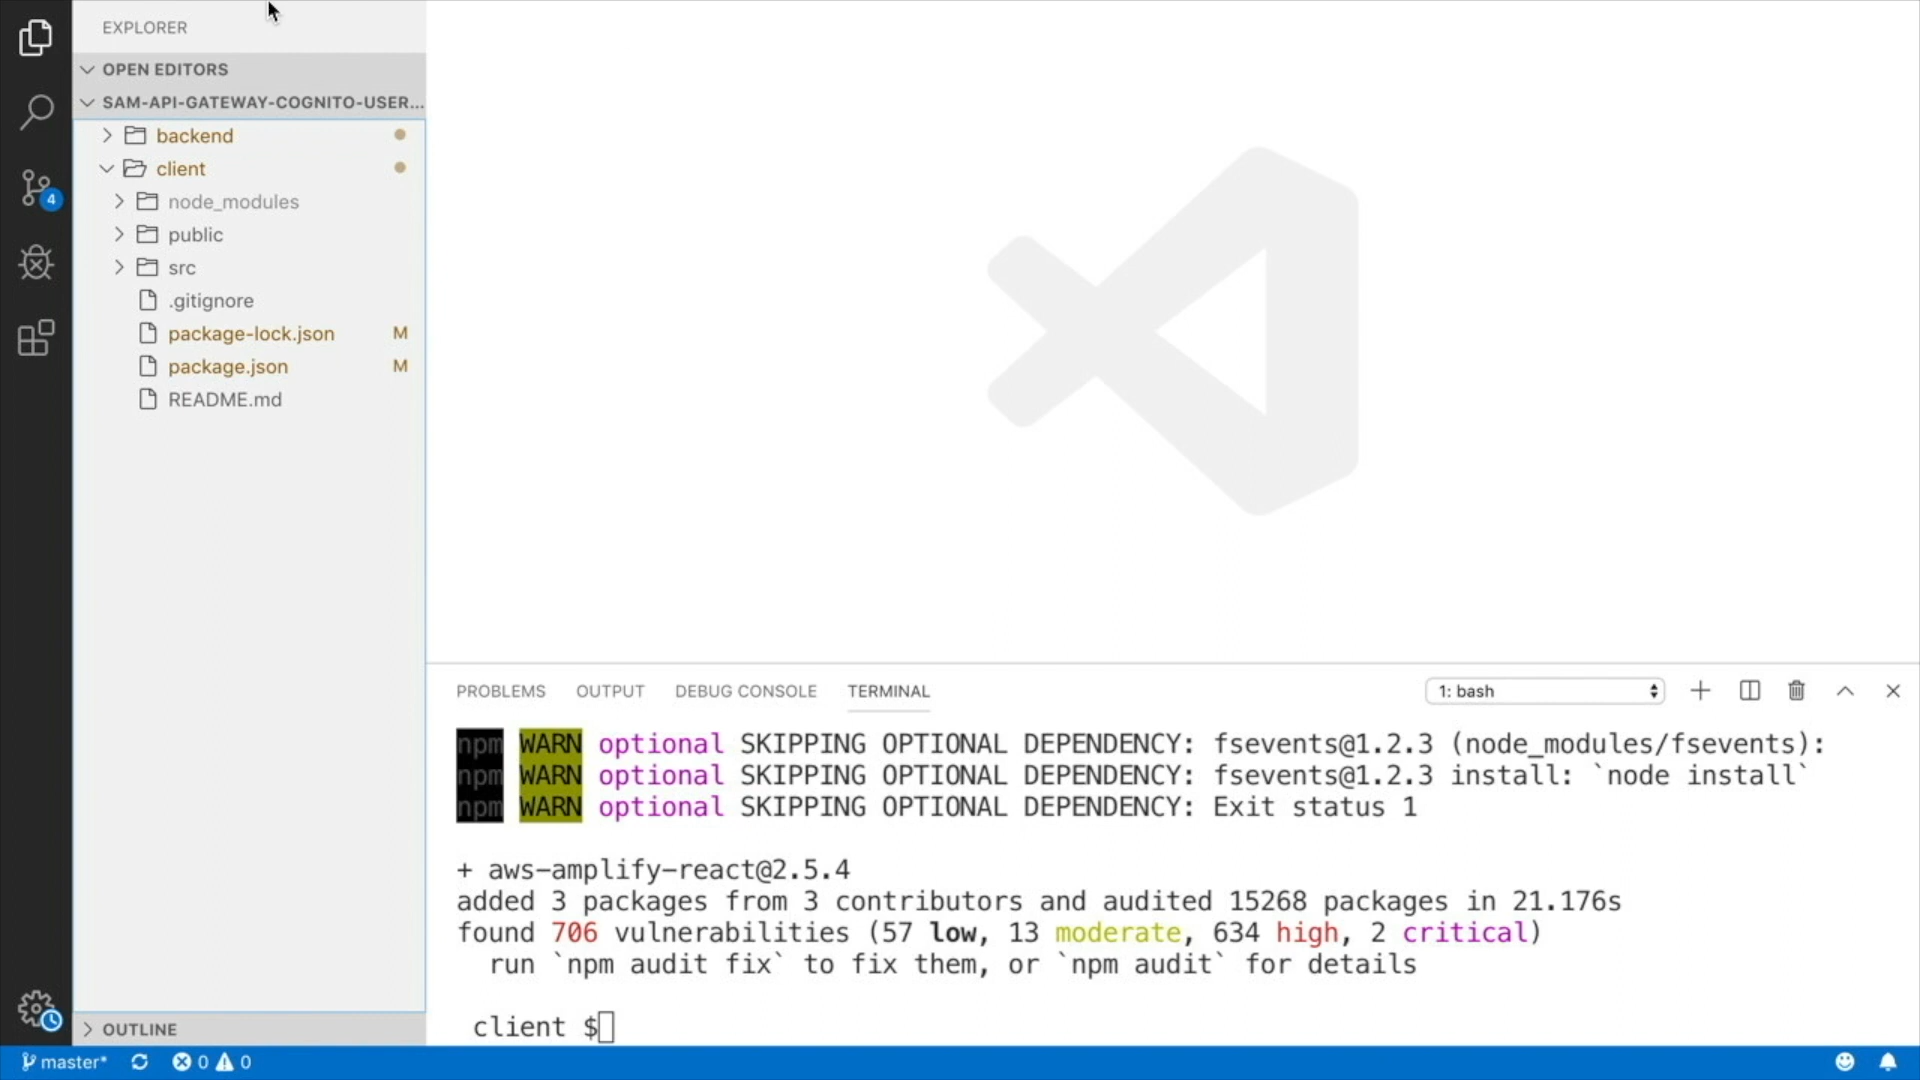 EXPLORER
OPEN EDITORS
SAM-API-GATEWAY-COGNITO-USER...
backend
client
node_modules
public
src
.gitignore
package-lock.json M
package.json M
README.md
4
OUTLINE
PROBLEMS OUTPUT DEBUG CONSOLE TERMINAL 1: bash
npm WARN optional SKIPPING OPTIONAL DEPENDENCY: fsevents@1.2.3 (node_modules/fsevents):
npm WARN optional SKIPPING OPTIONAL DEPENDENCY: fsevents@1.2.3 install: `node install`
npm WARN optional SKIPPING OPTIONAL DEPENDENCY: Exit status 1
+ aws-amplify-react@2.5.4
added 3 packages from 3 contributors and audited 15268 packages in 21.176s
found 706 vulnerabilities (57 low, 13 moderate, 634 high, 2 critical)
run `npm audit fix` to fix them, or `npm audit` for details
client $
master* 0 0